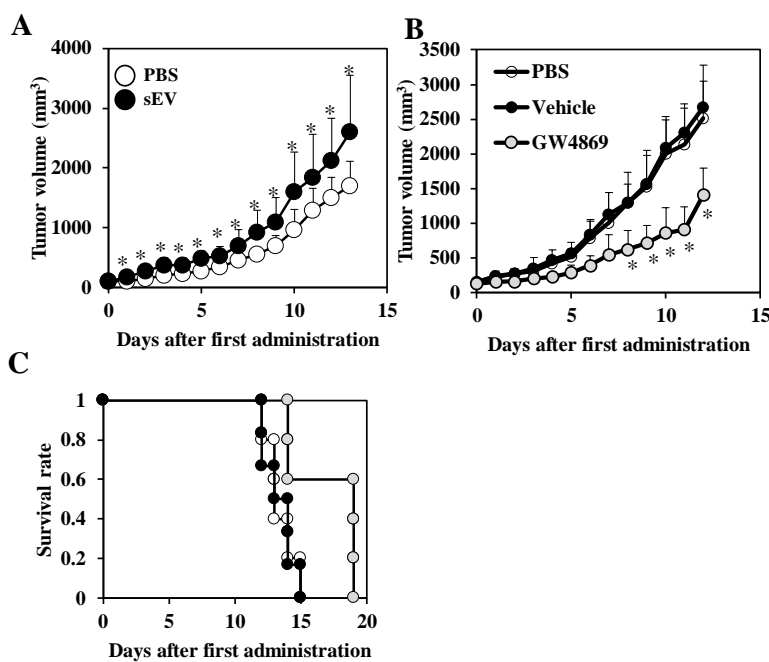 A
Tumor volume (mm³)
4000
3000
2000
1000
0
PBS
sEV
* * * * * * * * * * * * *
0 5 10 15
Days after first administration
B
Tumor volume (mm³)
3500
3000
2500
2000
1500
1000
500
0
PBS
Vehicle
GW4869
* * * * *
0 5 10 15
Days after first administration
C
Survival rate
1
0.8
0.6
0.4
0.2
0
0 5 10 15 20
Days after first administration